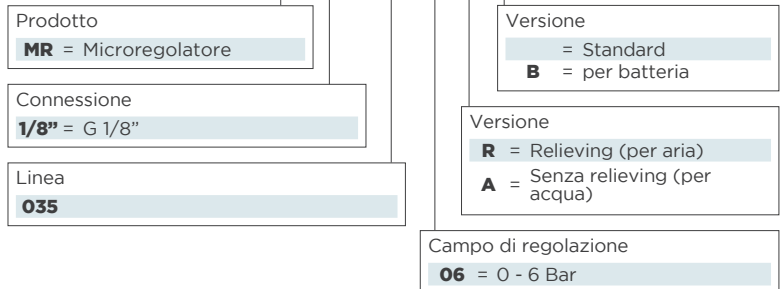 Prodotto
MR = Microregolatore
Connessione
1/8” = G 1/8”
Linea
035
Versione
= Standard
B = per batteria
Versione
R = Relieving (per aria)
A = Senza relieving (per
acqua)
Campo di regolazione
06 = 0 - 6 Bar